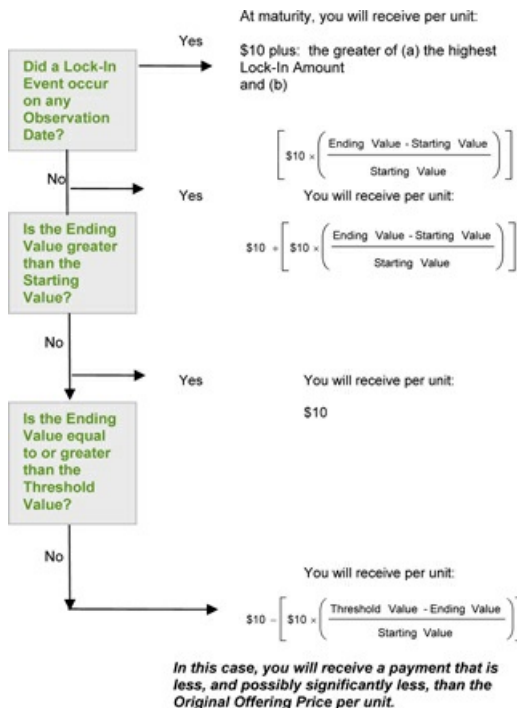 At maturity, you will receive per unit:
Yes
$10 plus: the greater of (a) the highest
Lock-In Amount
and (b)
Did a Lock-In
Event occur
on any
Observation
Date?
[$10 × (Ending Value - Starting Value
Starting Value)]
No
Yes
You will receive per unit:
Is the Ending
Value greater
than the
Starting
Value?
$10 + [$10 × (Ending Value - Starting Value
Starting Value)]
No
Yes
You will receive per unit:
$10
Is the Ending
Value equal
to or greater
than the
Threshold
Value?
No
You will receive per unit:
$10 - [$10 × (Threshold Value - Ending Value
Starting Value)]
In this case, you will receive a payment that is
less, and possibly significantly less, than the
Original Offering Price per unit.